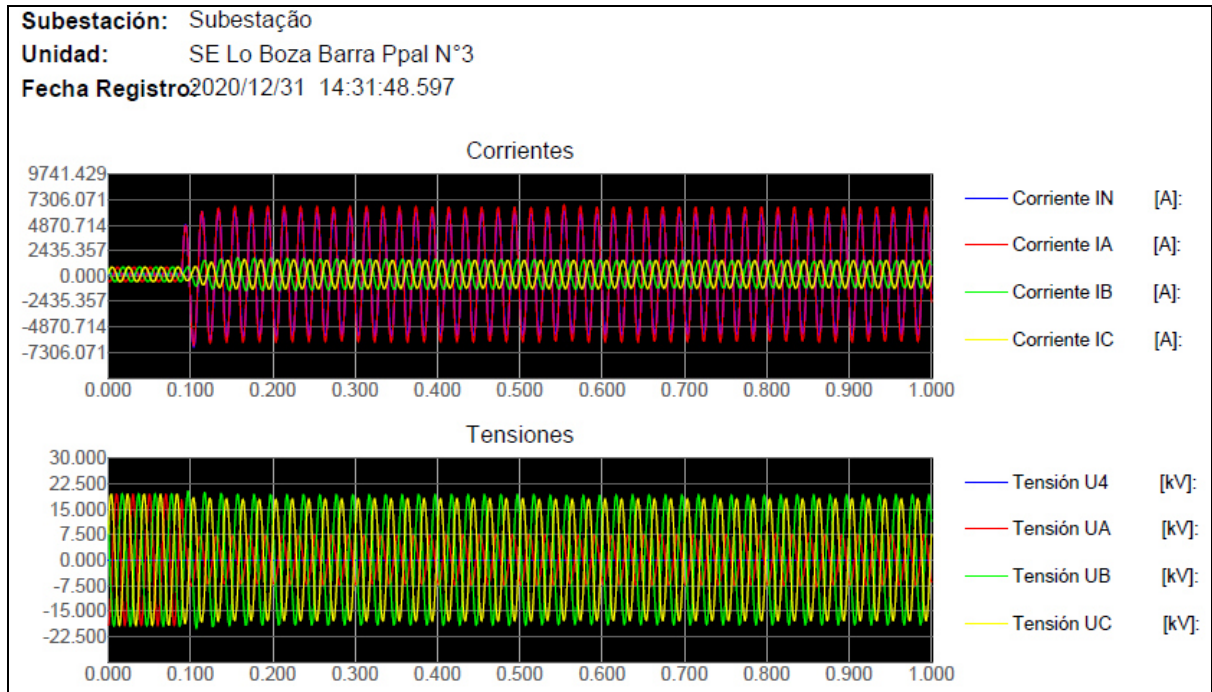 Subestación: Subestação
Unidad: SE Lo Boza Barra Ppal N°3
Fecha Registro: 2020/12/31 14:31:48.597
Corrientes
9741.429
7306.071
4870.714
2435.357
0.000
-2435.357
-4870.714
-7306.071
0.000 0.100 0.200 0.300 0.400 0.500 0.600 0.700 0.800 0.900 1.000
Corriente IN [A]:
Corriente IA [A]:
Corriente IB [A]:
Corriente IC [A]:
Tensiones
30.000
22.500
15.000
7.500
0.000
-7.500
-15.000
-22.500
0.000 0.100 0.200 0.300 0.400 0.500 0.600 0.700 0.800 0.900 1.000
Tensión U4 [kV]:
Tensión UA [kV]:
Tensión UB [kV]:
Tensión UC [kV]: